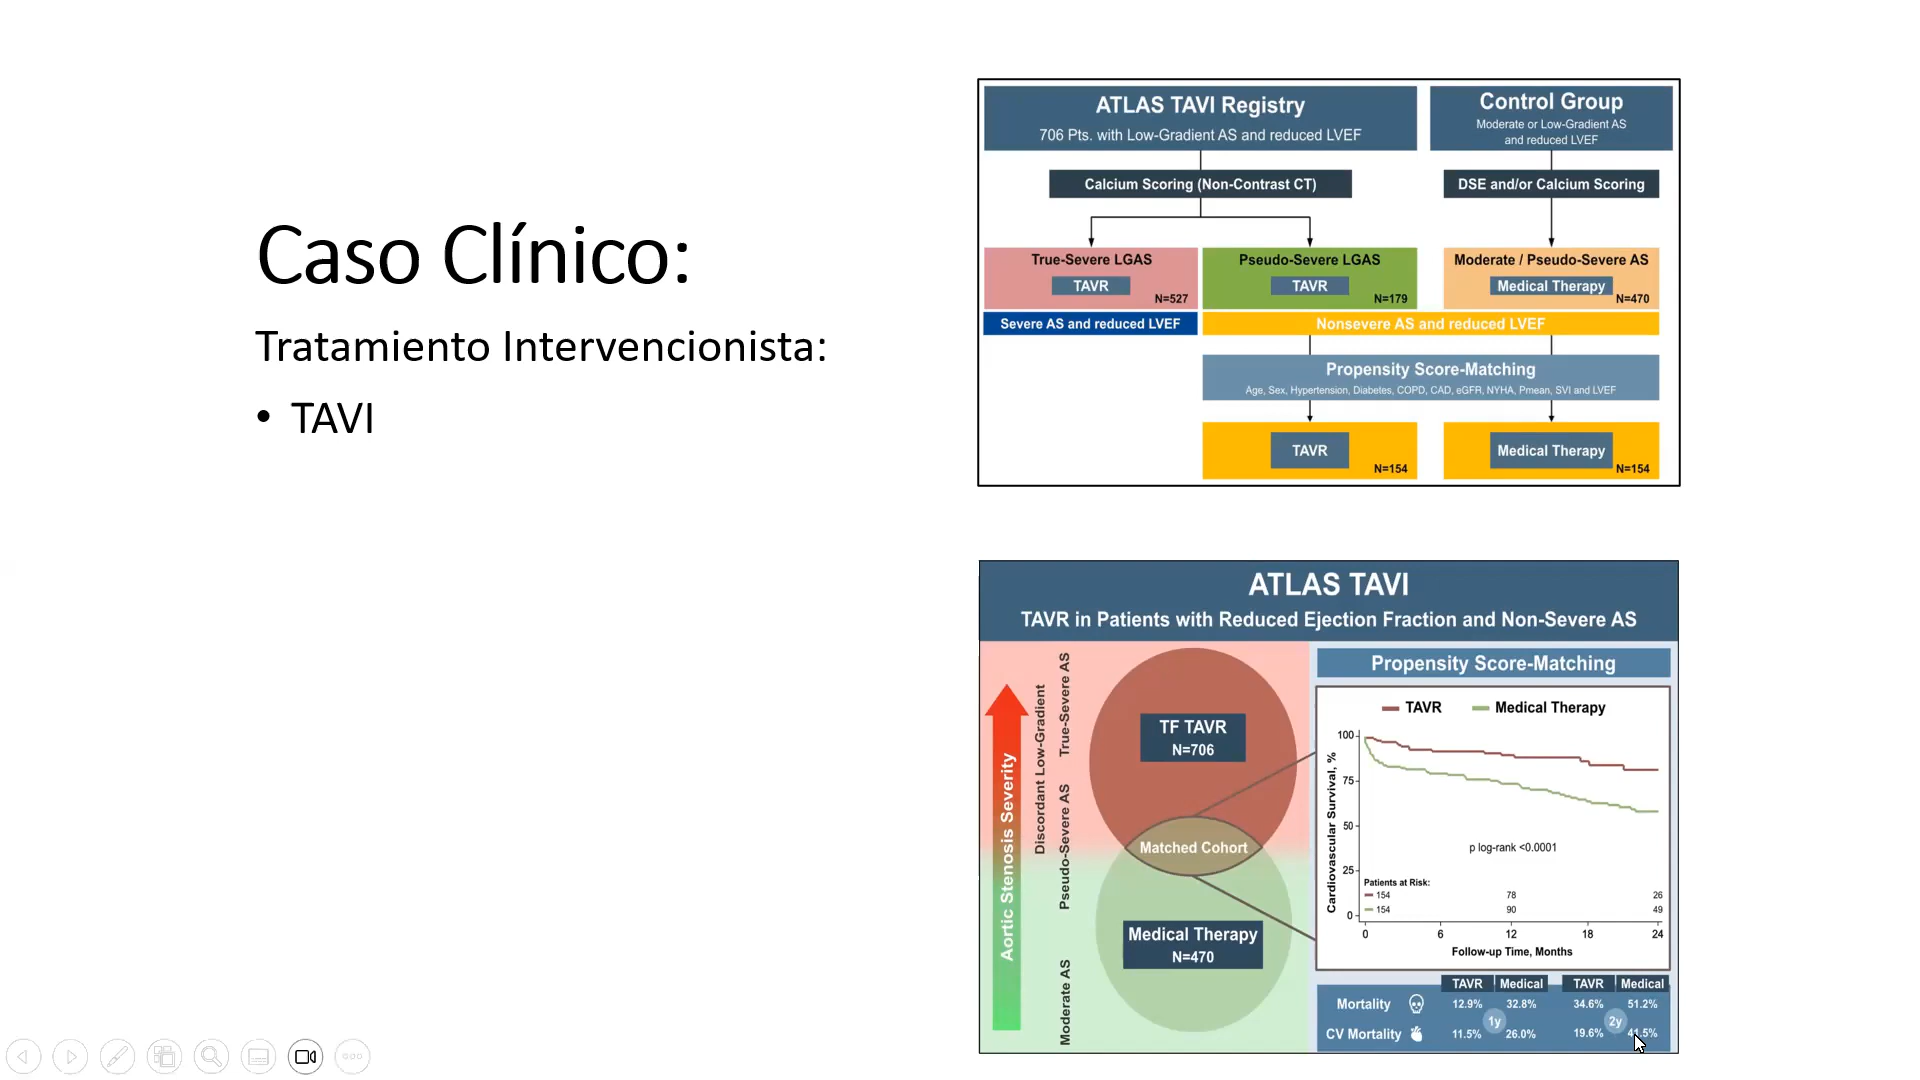 Caso Clínico:
Tratamiento Intervencionista:
• TAVI
ATLAS TAVI Registry
706 Pts. with Low-Gradient AS and reduced LVEF
Control Group
Moderate or Low-Gradient AS
and reduced LVEF
Calcium Scoring (Non-Contrast CT)
DSE and/or Calcium Scoring
True-Severe LGAS
TAVR
N=527
Pseudo-Severe LGAS
TAVR
N=179
Moderate / Pseudo-Severe AS
Medical Therapy
N=470
Severe AS and reduced LVEF
Nonsevere AS and reduced LVEF
Propensity Score-Matching
Age, Sex, Hypertension, Diabetes, COPD, CAD, eGFR, NYHA, Pmean, SVI and LVEF
TAVR
N=154
Medical Therapy
N=154
ATLAS TAVI
TAVR in Patients with Reduced Ejection Fraction and Non-Severe AS
Aortic Stenosis Severity
Discordant Low-Gradient
True-Severe AS
Pseudo-Severe AS
Moderate AS
TF TAVR
N=706
Matched Cohort
Medical Therapy
N=470
Propensity Score-Matching
TAVR Medical Therapy
Cardiovascular Survival, %
100
75
50
25
0
p log-rank <0.0001
Patients at Risk:
154 78 26
154 90 49
0 6 12 18 24
Follow-up Time, Months
TAVR Medical TAVR Medical
Mortality 12.9% 32.8% 34.6% 51.2%
1y 2y
CV Mortality 11.5% 26.0% 19.6% 41.5%